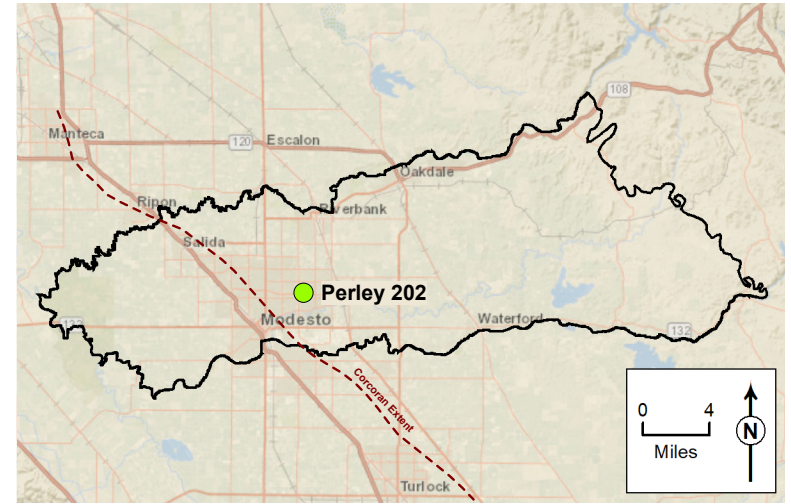 108
Manteca
120
Escalon
Oakdale
Ripon
Riverbank
Salida
Perley 202
132
Modesto
Waterford
132
Corcoran Extent
Turlock
0 4
Miles
N